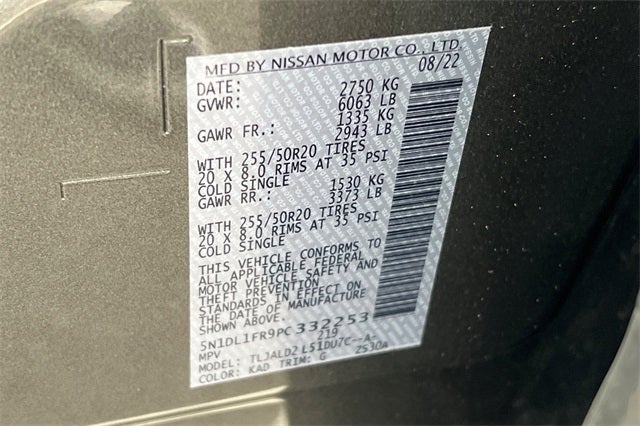 MFD BY NISSAN MOTOR CO., LTD.
DATE: 08/22
GVWR: 2750 KG
6063 LB
GAWR FR.: 1335 KG
2943 LB
WITH 255/50R20 TIRES
20 X 8.0 RIMS AT 35 PSI
COLD SINGLE
GAWR RR.: 1530 KG
3373 LB
WITH 255/50R20 TIRES
20 X 8.0 RIMS AT 35 PSI
COLD SINGLE
THIS VEHICLE CONFORMS TO
ALL APPLICABLE FEDERAL
MOTOR VEHICLE SAFETY AND
THEFT PREVENTION
STANDARDS IN EFFECT ON
THE DATE OF MANUFACTURE
SHOWN ABOVE.
5N1DL1FR9PC332253
MPV 219
TLJALD2 L51DU7C--A-
COLOR: KAD TRIM: G 2530A